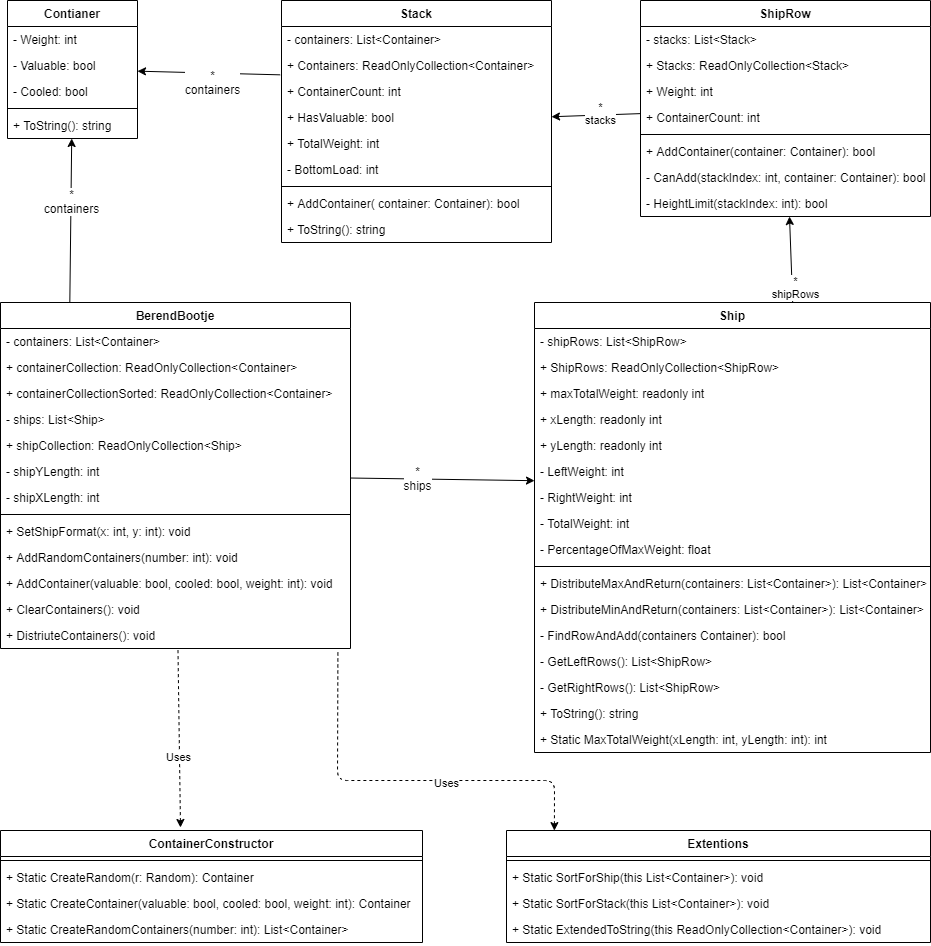 Contianer
- Weight: int
- Valuable: bool
- Cooled: bool
+ ToString(): string
Stack
- containers: List<Container>
+ Containers: ReadOnlyCollection<Container>
+ ContainerCount: int
+ HasValuable: bool
+ TotalWeight: int
- BottomLoad: int
+ AddContainer( container: Container): bool
+ ToString(): string
ShipRow
- stacks: List<Stack>
+ Stacks: ReadOnlyCollection<Stack>
+ Weight: int
+ ContainerCount: int
+ AddContainer(container: Container): bool
- CanAdd(stackIndex: int, container: Container): bool
- HeightLimit(stackIndex: int): bool
*
containers
*
stacks
*
containers
*
shipRows
BerendBootje
- containers: List<Container>
+ containerCollection: ReadOnlyCollection<Container>
+ containerCollectionSorted: ReadOnlyCollection<Container>
- ships: List<Ship>
+ shipCollection: ReadOnlyCollection<Ship>
- shipYLength: int
- shipXLength: int
+ SetShipFormat(x: int, y: int): void
+ AddRandomContainers(number: int): void
+ AddContainer(valuable: bool, cooled: bool, weight: int): void
+ ClearContainers(): void
+ DistriuteContainers(): void
*
ships
Ship
- shipRows: List<ShipRow>
+ ShipRows: ReadOnlyCollection<ShipRow>
+ maxTotalWeight: readonly int
+ xLength: readonly int
+ yLength: readonly int
- LeftWeight: int
- RightWeight: int
- TotalWeight: int
- PercentageOfMaxWeight: float
+ DistributeMaxAndReturn(containers: List<Container>): List<Container>
+ DistributeMinAndReturn(containers: List<Container>): List<Container>
- FindRowAndAdd(containers Container): bool
- GetLeftRows(): List<ShipRow>
- GetRightRows(): List<ShipRow>
+ ToString(): string
+ Static MaxTotalWeight(xLength: int, yLength: int): int
Uses
Uses
ContainerConstructor
+ Static CreateRandom(r: Random): Container
+ Static CreateContainer(valuable: bool, cooled: bool, weight: int): Container
+ Static CreateRandomContainers(number: int): List<Container>
Extentions
+ Static SortForShip(this List<Container>): void
+ Static SortForStack(this List<Container>): void
+ Static ExtendedToString(this ReadOnlyCollection<Container>): void